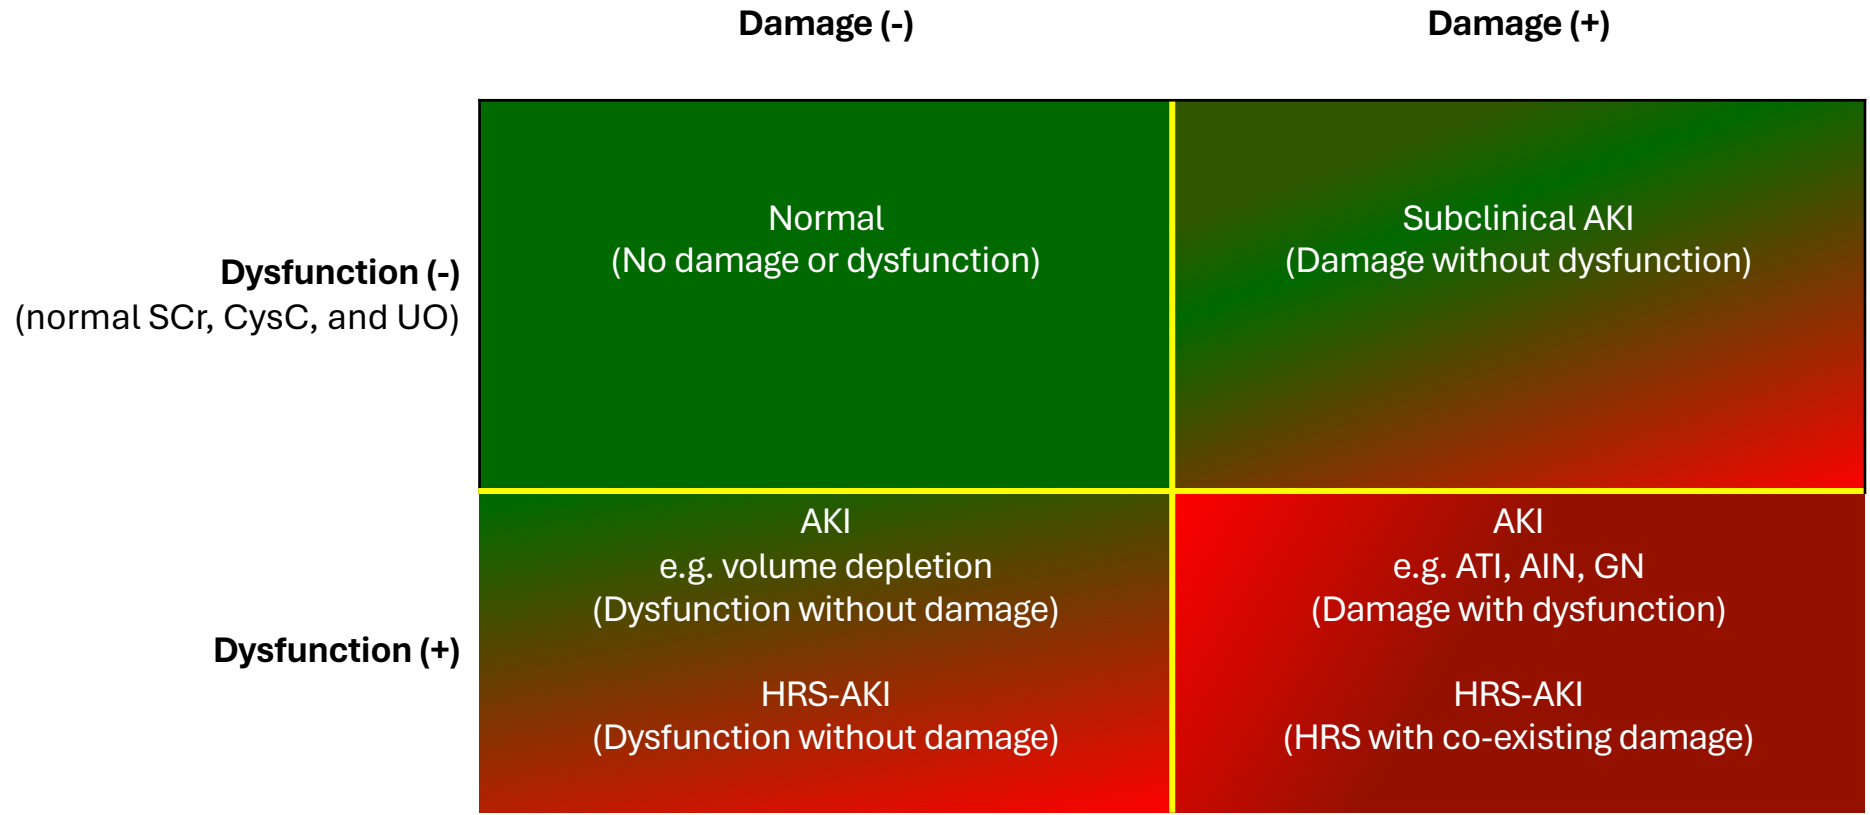 Damage (-)
Damage (+)
Dysfunction (-)
(normal SCr, CysC, and UO)
Normal
(No damage or dysfunction)
Subclinical AKI
(Damage without dysfunction)
Dysfunction (+)
AKI
e.g. volume depletion
(Dysfunction without damage)
HRS-AKI
(Dysfunction without damage)
AKI
e.g. ATI, AIN, GN
(Damage with dysfunction)
HRS-AKI
(HRS with co-existing damage)